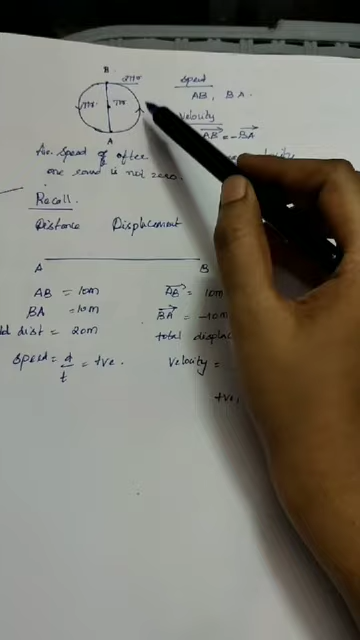 B
2πr
πr
πr
A
Speed
AB, BA.
Velocity
AB = -BA
Av. Speed of after
one round is not zero.
Recall.
Distance Displacement
A B
AB = 10m
BA = 10m
dist = 20m
Speed = d/t = +ve.
AB = 10m
BA = -10m
total displac
Velocity =
+ve,